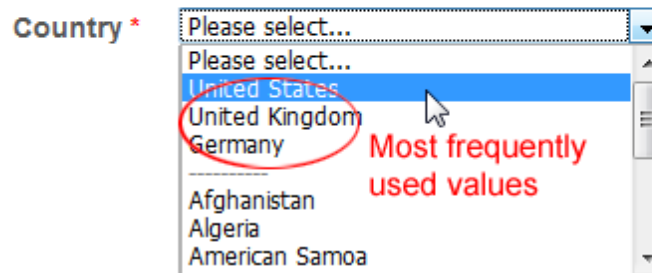 Country *
Please select...
Please select...
United States
United Kingdom
Germany
Most frequently
used values
----------
Afghanistan
Algeria
American Samoa